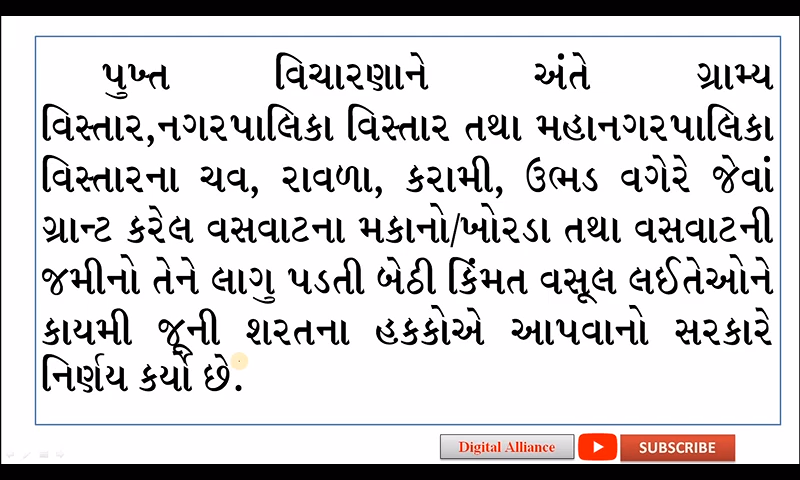 પુખ્ત વિચારણાને અંતે ગ્રામ્ય
વિસ્તાર,નગરપાલિકા વિસ્તાર તથા મહાનગરપાલિકા
વિસ્તારના ચવ, રાવળા, કરામી, ઉભડ વગેરે જેવાં
ગ્રાન્ટ કરેલ વસવાટના મકાનો/ખોરડા તથા વસવાટની
જમીનો તેને લાગુ પડતી બેઠી કિંમત વસૂલ લઈતેઓને
કાયમી જૂની શરતના હકકોએ આપવાનો સરકારે
નિર્ણય કર્યો છે.
Digital Alliance SUBSCRIBE